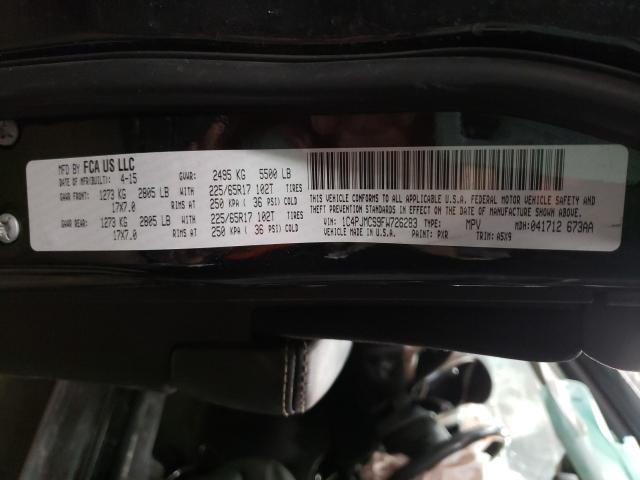 MFD BY FCA US LLC
DATE OF MFR(BUILT): 4-15 GVWR: 2495 KG 5500 LB
GAWR FRONT: 1273 KG 2805 LB WITH 225/65R17 102T TIRES
17X7.0 RIMS AT 250 KPA ( 36 PSI) COLD
GAWR REAR: 1273 KG 2805 LB WITH 225/65R17 102T TIRES
17X7.0 RIMS AT 250 KPA ( 36 PSI) COLD
THIS VEHICLE CONFORMS TO ALL APPLICABLE U.S.A. FEDERAL MOTOR VEHICLE SAFETY AND
THEFT PREVENTION STANDARDS IN EFFECT ON THE DATE OF MANUFACTURE SHOWN ABOVE.
VIN: 1C4PJMCS9FW726283 TYPE: MPV MDH: 041712 673AA
VEHICLE MADE IN U.S.A. PAINT: PXR TRIM: A5X9